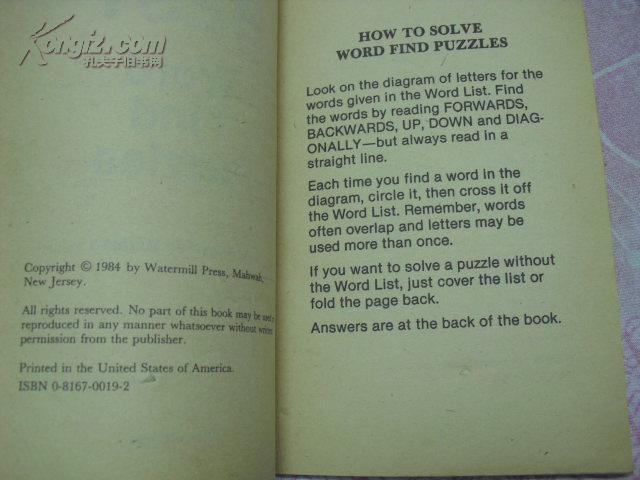 Kongfz.com
孔夫子旧书网
Copyright © 1984 by Watermill Press, Mahwah,
New Jersey.
All rights reserved. No part of this book may be used
reproduced in any manner whatsoever without written
permission from the publisher.
Printed in the United States of America.
ISBN 0-8167-0019-2
HOW TO SOLVE
WORD FIND PUZZLES
Look on the diagram of letters for the
words given in the Word List. Find
the words by reading FORWARDS,
BACKWARDS, UP, DOWN and DIAG-
ONALLY—but always read in a
straight line.
Each time you find a word in the
diagram, circle it, then cross it off
the Word List. Remember, words
often overlap and letters may be
used more than once.
If you want to solve a puzzle without
the Word List, just cover the list or
fold the page back.
Answers are at the back of the book.